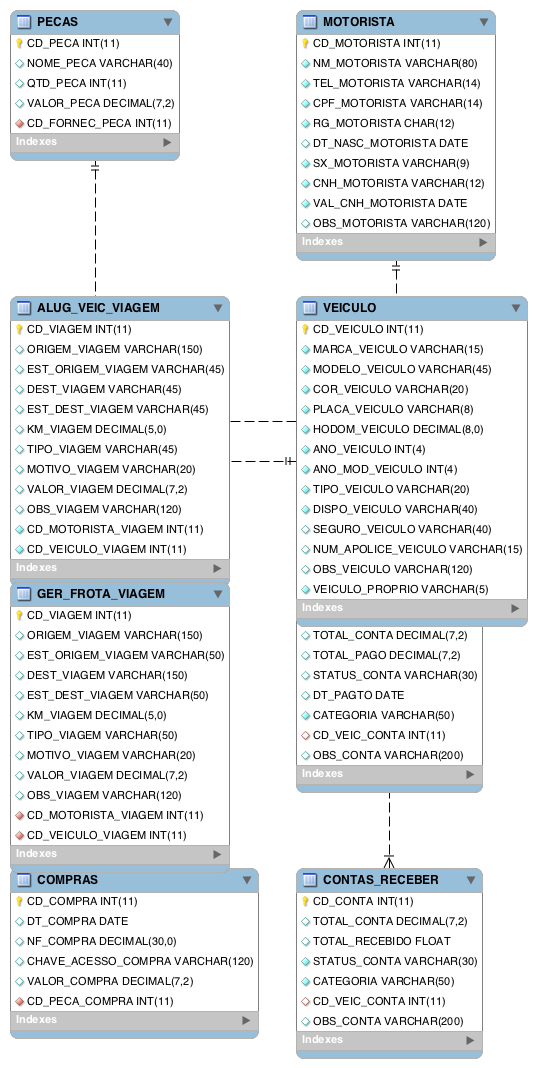 PECAS
CD_PECA INT(11)
NOME_PECA VARCHAR(40)
QTD_PECA INT(11)
VALOR_PECA DECIMAL(7,2)
CD_FORNEC_PECA INT(11)
Indexes
MOTORISTA
CD_MOTORISTA INT(11)
NM_MOTORISTA VARCHAR(80)
TEL_MOTORISTA VARCHAR(14)
CPF_MOTORISTA VARCHAR(14)
RG_MOTORISTA CHAR(12)
DT_NASC_MOTORISTA DATE
SX_MOTORISTA VARCHAR(9)
CNH_MOTORISTA VARCHAR(12)
VAL_CNH_MOTORISTA DATE
OBS_MOTORISTA VARCHAR(120)
Indexes
ALUG_VEIC_VIAGEM
CD_VIAGEM INT(11)
ORIGEM_VIAGEM VARCHAR(150)
EST_ORIGEM_VIAGEM VARCHAR(45)
DEST_VIAGEM VARCHAR(45)
EST_DEST_VIAGEM VARCHAR(45)
KM_VIAGEM DECIMAL(5,0)
TIPO_VIAGEM VARCHAR(45)
MOTIVO_VIAGEM VARCHAR(20)
VALOR_VIAGEM DECIMAL(7,2)
OBS_VIAGEM VARCHAR(120)
CD_MOTORISTA_VIAGEM INT(11)
CD_VEICULO_VIAGEM INT(11)
Indexes
VEICULO
CD_VEICULO INT(11)
MARCA_VEICULO VARCHAR(15)
MODELO_VEICULO VARCHAR(45)
COR_VEICULO VARCHAR(20)
PLACA_VEICULO VARCHAR(8)
HODOM_VEICULO DECIMAL(8,0)
ANO_VEICULO INT(4)
ANO_MOD_VEICULO INT(4)
TIPO_VEICULO VARCHAR(20)
DISPO_VEICULO VARCHAR(40)
SEGURO_VEICULO VARCHAR(40)
NUM_APOLICE_VEICULO VARCHAR(15)
OBS_VEICULO VARCHAR(120)
VEICULO_PROPRIO VARCHAR(5)
Indexes
GER_FROTA_VIAGEM
CD_VIAGEM INT(11)
ORIGEM_VIAGEM VARCHAR(150)
EST_ORIGEM_VIAGEM VARCHAR(50)
DEST_VIAGEM VARCHAR(150)
EST_DEST_VIAGEM VARCHAR(50)
KM_VIAGEM DECIMAL(5,0)
TIPO_VIAGEM VARCHAR(50)
MOTIVO_VIAGEM VARCHAR(20)
VALOR_VIAGEM DECIMAL(7,2)
OBS_VIAGEM VARCHAR(120)
CD_MOTORISTA_VIAGEM INT(11)
CD_VEICULO_VIAGEM INT(11)
Indexes
TOTAL_CONTA DECIMAL(7,2)
TOTAL_PAGO DECIMAL(7,2)
STATUS_CONTA VARCHAR(30)
DT_PAGTO DATE
CATEGORIA VARCHAR(50)
CD_VEIC_CONTA INT(11)
OBS_CONTA VARCHAR(200)
Indexes
COMPRAS
CD_COMPRA INT(11)
DT_COMPRA DATE
NF_COMPRA DECIMAL(30,0)
CHAVE_ACESSO_COMPRA VARCHAR(120)
VALOR_COMPRA DECIMAL(7,2)
CD_PECA_COMPRA INT(11)
Indexes
CONTAS_RECEBER
CD_CONTA INT(11)
TOTAL_CONTA DECIMAL(7,2)
TOTAL_RECEBIDO FLOAT
STATUS_CONTA VARCHAR(30)
CATEGORIA VARCHAR(50)
CD_VEIC_CONTA INT(11)
OBS_CONTA VARCHAR(200)
Indexes